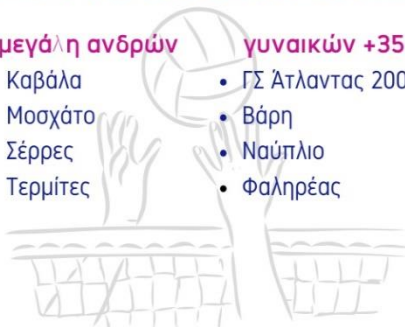 μεγάλη ανδρών
Καβάλα
Μοσχάτο
Σέρρες
Τερμίτες
γυναικών +35
• ΓΣ Άτλαντας 200
• Βάρη
• Ναύπλιο
• Φαληρέας